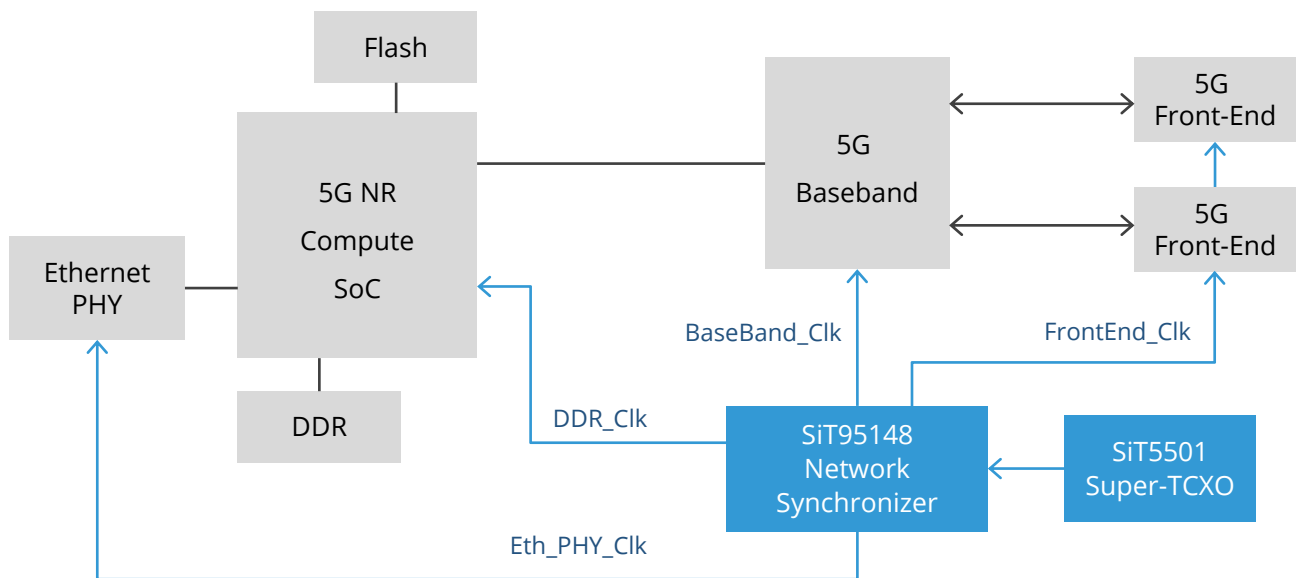 Flash
5G NR
Compute
SoC
Ethernet
PHY
DDR
5G
Baseband
5G
Front-End
5G
Front-End
BaseBand_Clk
FrontEnd_Clk
DDR_Clk
SiT95148
Network
Synchronizer
SiT5501
Super-TCXO
Eth_PHY_Clk